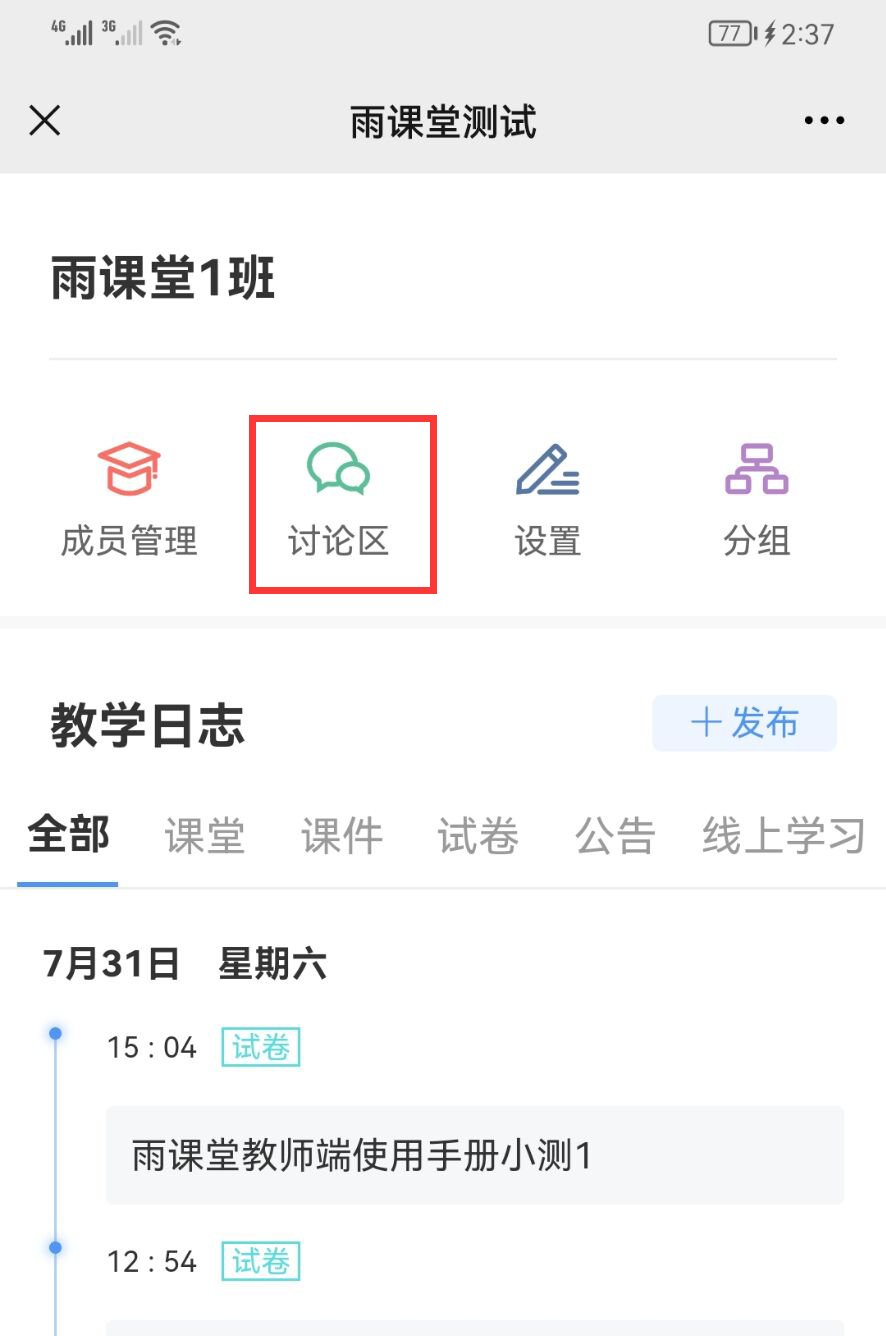 4G 3G 77 2:37
雨课堂测试
雨课堂1班
成员管理 讨论区 设置 分组
教学日志 十发布
全部 课堂 课件 试卷 公告 线上学习
7月31日 星期六
15 : 04 试卷
雨课堂教师端使用手册小测1
12 : 54 试卷